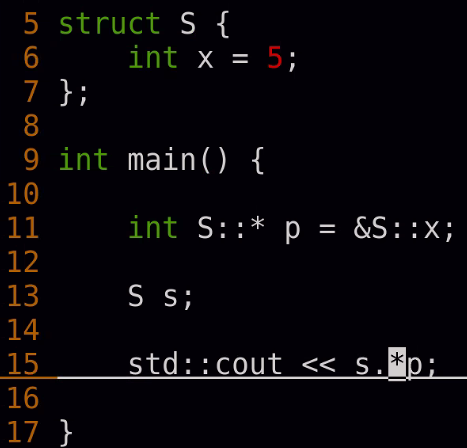 5 struct S {
6     int x = 5;
7 };
8
9 int main() {
10
11     int S::* p = &S::x;
12
13     S s;
14
15     std::cout << s.*p;
16
17 }